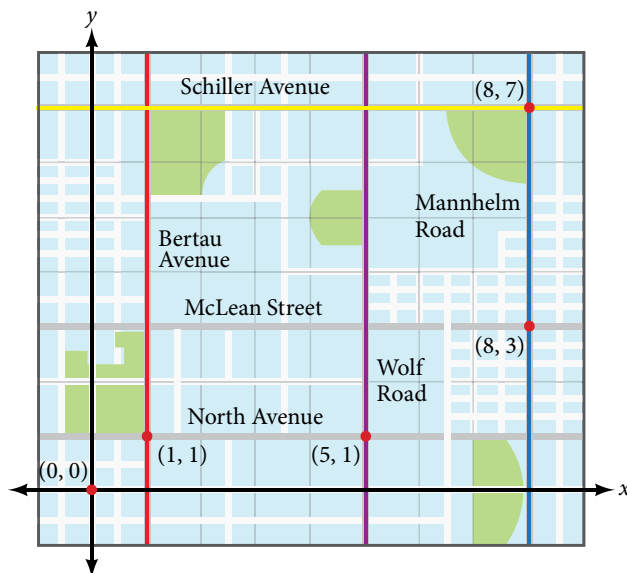 y
Schiller Avenue
(8, 7)
Mannhelm
Road
Bertau
Avenue
McLean Street
(8, 3)
Wolf
Road
North Avenue
(1, 1)
(5, 1)
(0, 0)
x